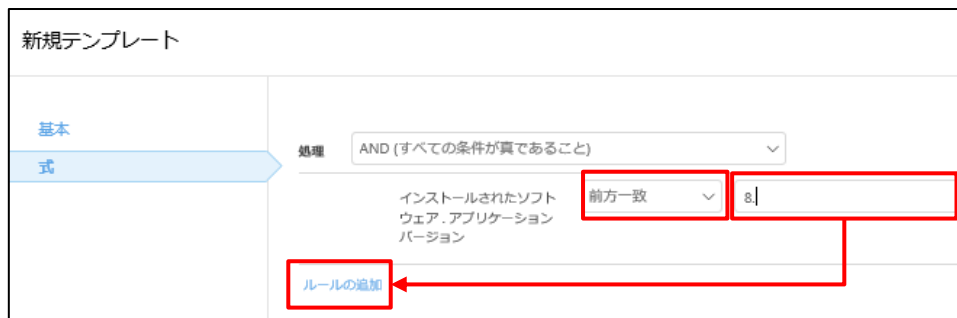 新規テンプレート
基本
式
処理 AND (すべての条件が真であること)
インストールされたソフト 前方一致 8.
ウェア . アプリケーション
バージョン
ルールの追加